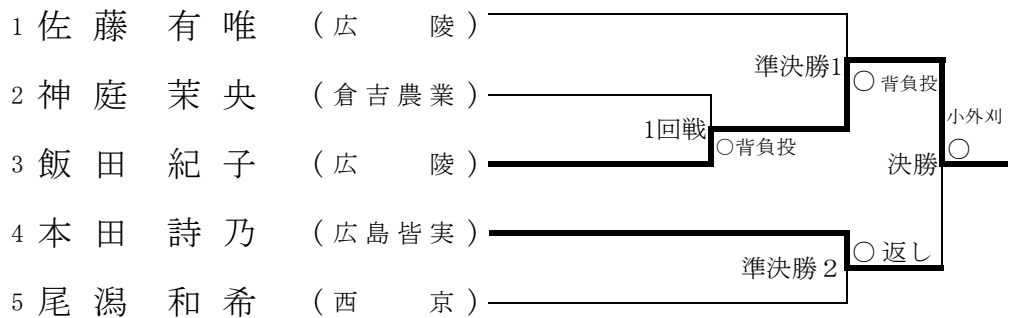 1 佐藤 有唯 (広 陵)
準決勝1
○ 背負投
2 神庭 茉央 (倉吉農業)
小外刈
○
1回戦
○背負投
3 飯田 紀子 (広 陵)
決勝
4 本田 詩乃 (広島皆実)
○ 返し
準決勝２
5 尾潟 和希 (西 京)